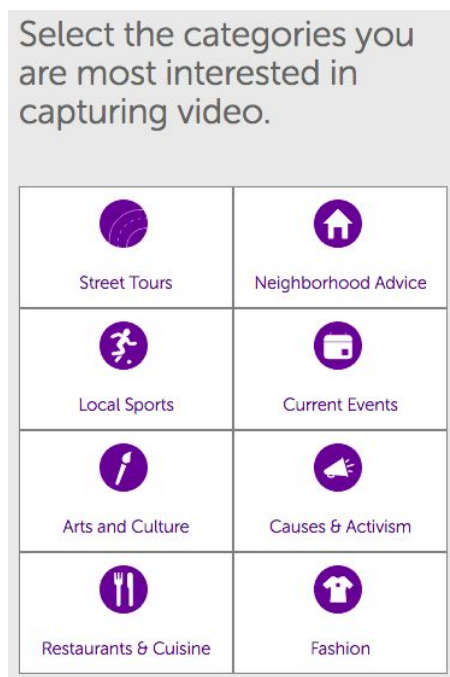 Select the categories you
are most interested in
capturing video.
Street Tours
Neighborhood Advice
Local Sports
Current Events
Arts and Culture
Causes & Activism
Restaurants & Cuisine
Fashion